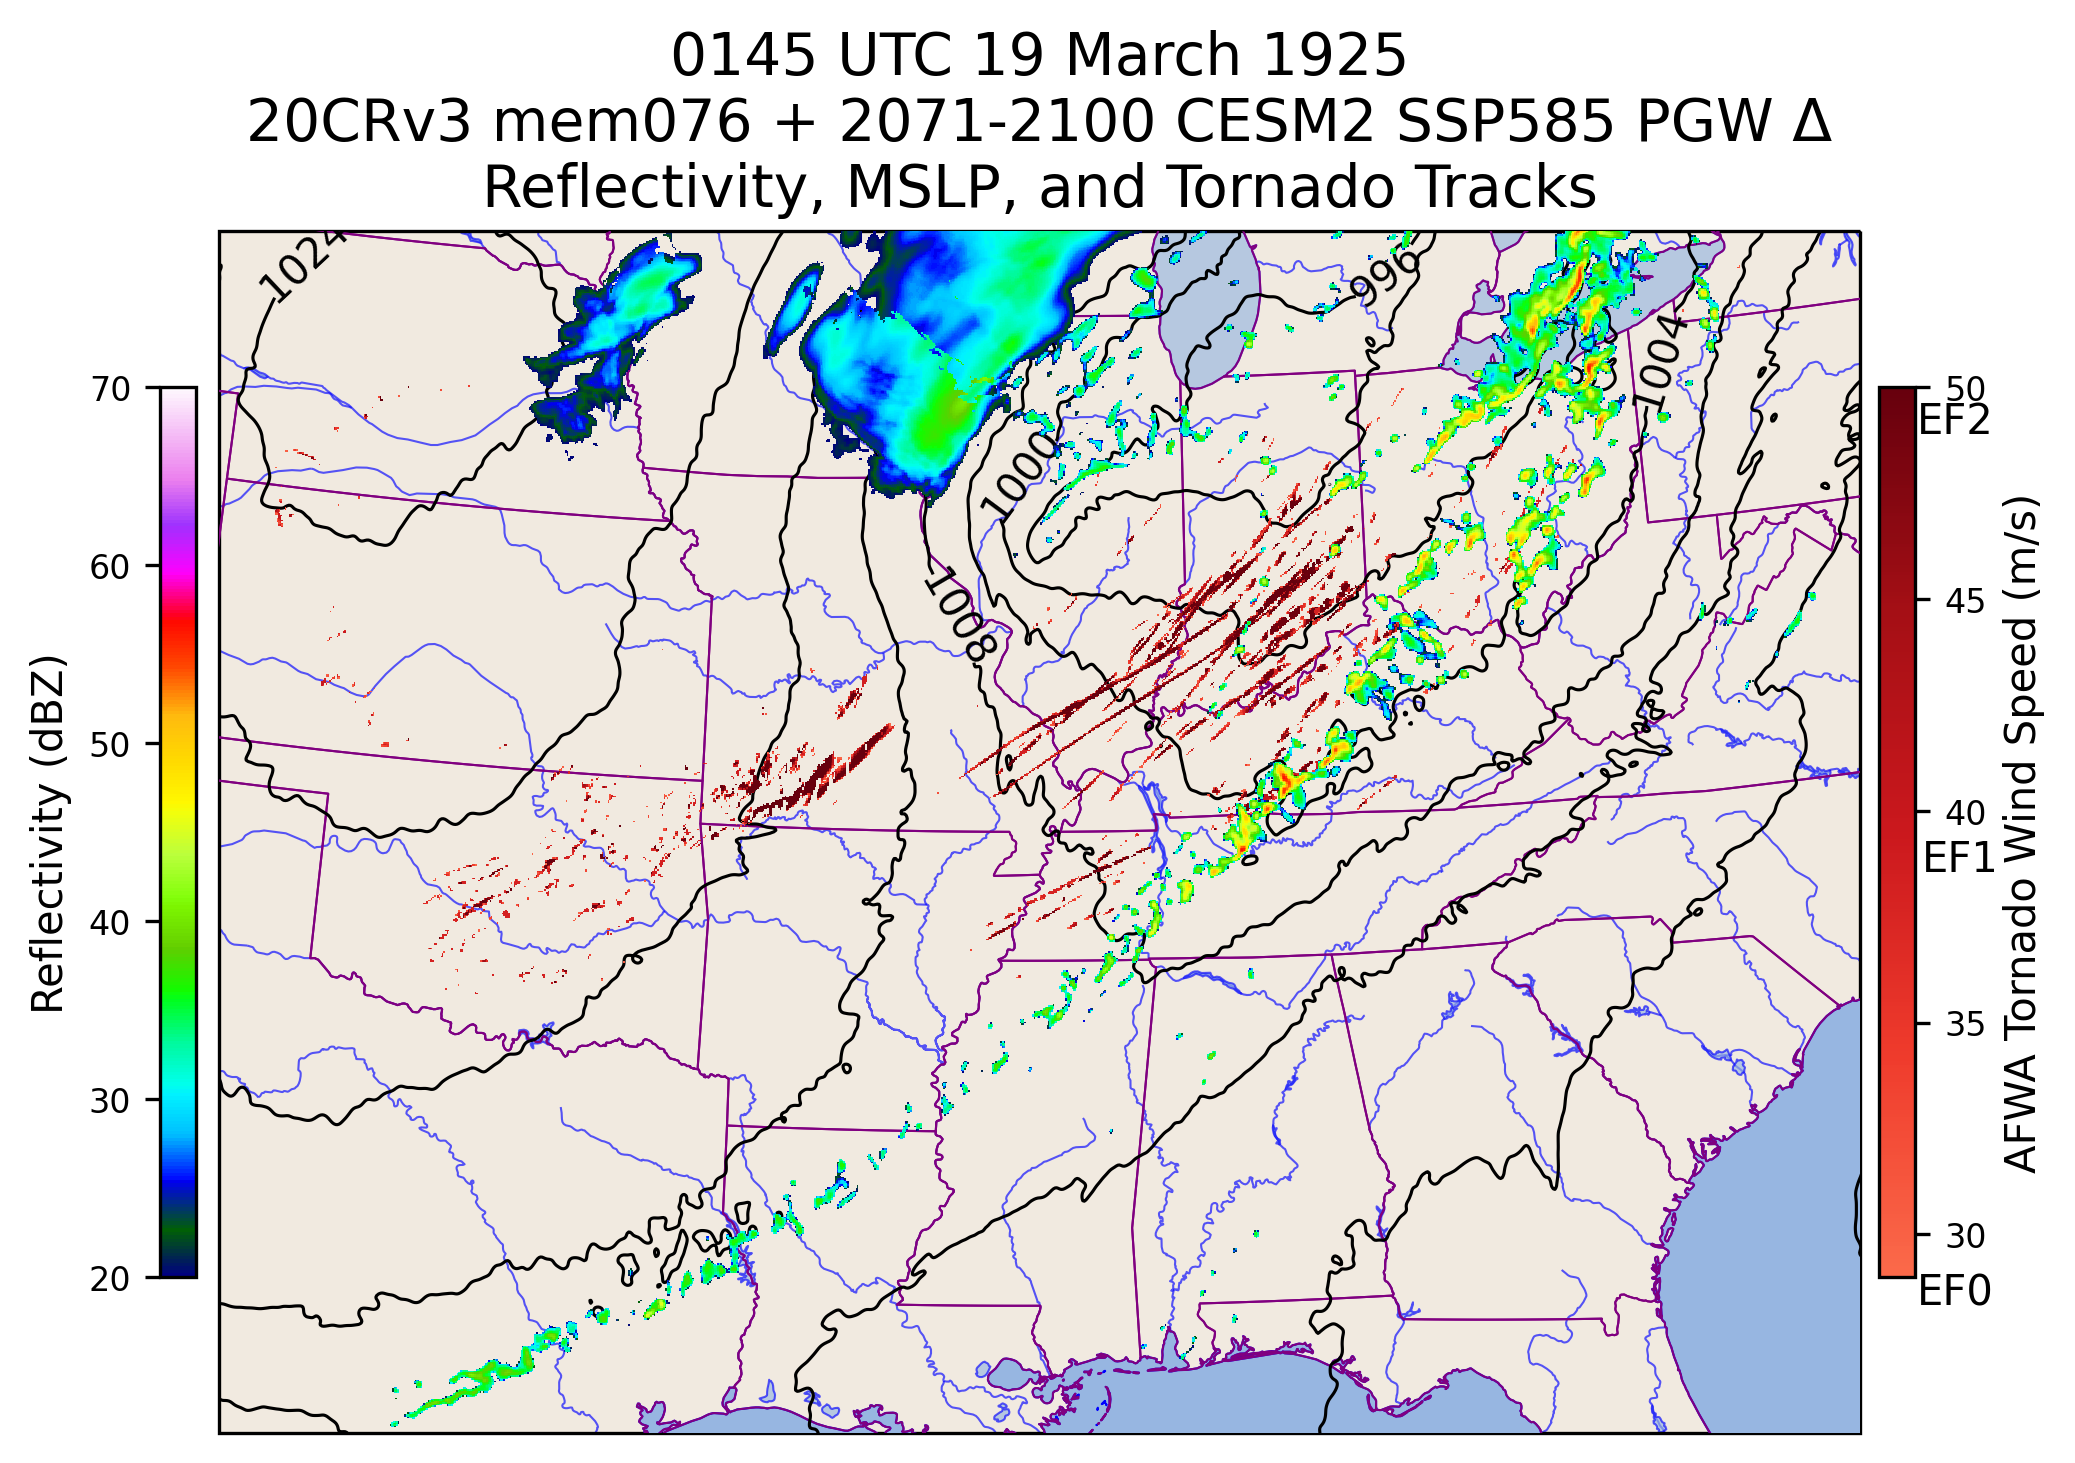 0145 UTC 19 March 1925
20CRv3 mem076 + 2071-2100 CESM2 SSP585 PGW Δ
Reflectivity, MSLP, and Tornado Tracks
1024
996
1004
1000
1008
Reflectivity (dBZ)
70
60
50
40
30
20
50
EF2
45
40
EF1
35
30
EF0
AFWA Tornado Wind Speed (m/s)